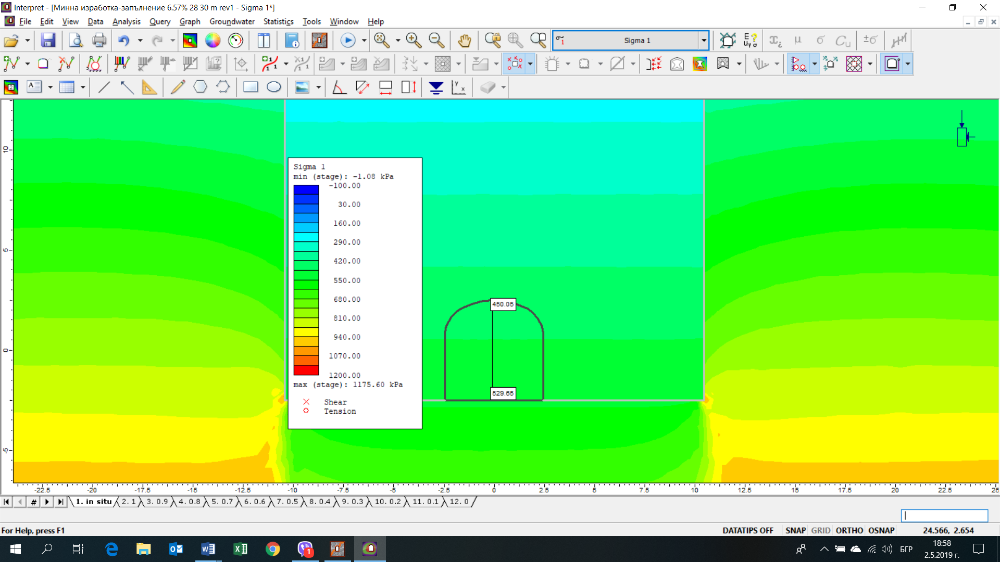 Interpret - [Минна изработка-запълнение 6.57% 28 30 m rev1 - Sigma 1*]
File Edit View Data Analysis Query Graph Groundwater Statistics Tools Window Help
σ1 Sigma 1
Sigma 1
min (stage): -1.08 kPa
-100.00
30.00
160.00
290.00
420.00
550.00
680.00
810.00
940.00
1070.00
1200.00
max (stage): 1175.60 kPa
Shear
Tension
450.05
529.65
10
5
0
-5
-22.5 -20 -17.5 -15 -12.5 -10 -7.5 -5 -2.5 0 2.5 5 7.5 10 12.5 15 17.5 20 22.5 25
1. in situ 2. 1 3. 0.9 4. 0.8 5. 0.7 6. 0.6 7. 0.5 8. 0.4 9. 0.3 10. 0.2 11. 0.1 12. 0
For Help, press F1 DATATIPS OFF SNAP GRID ORTHO OSNAP 24.566, 2.654
1 БГР 18:58
2.5.2019 г.